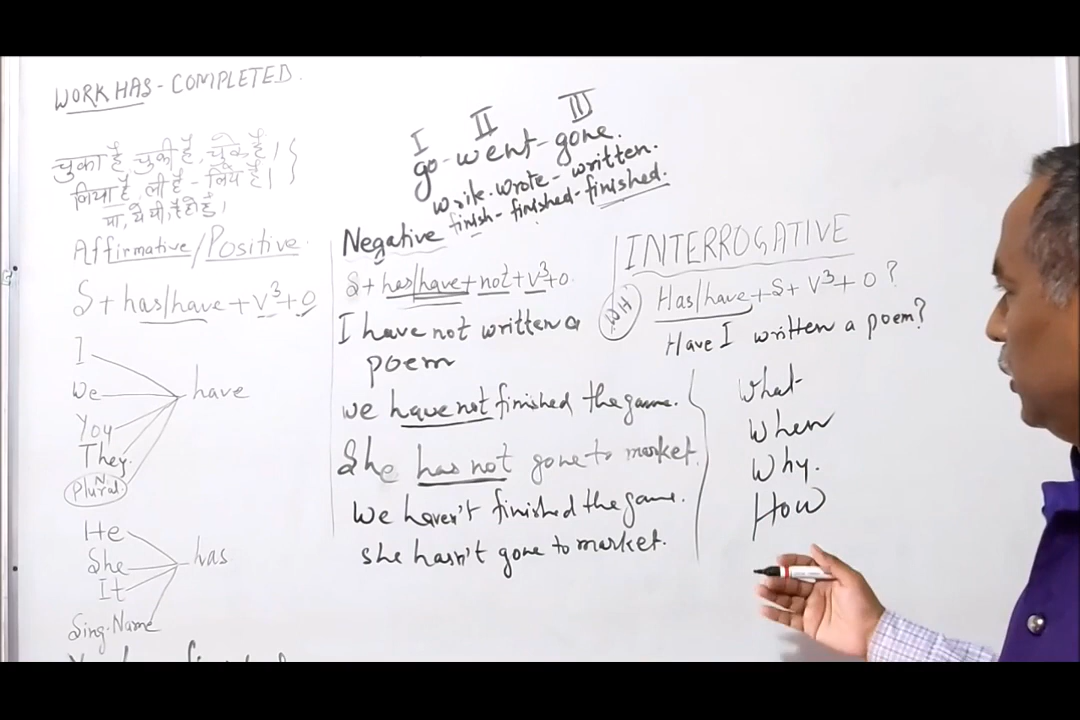 WORK HAS - COMPLETED.
चुका है, चुकी है, चुके है।
लिया है, ली है - लिये है।
था, थे थी, है हो हूँ।
Affirmative/Positive
S + has/have + V³ + O
I
We
You
They
N
Plural
have
He
She
It
Sing. Name
has
I II III
go - went - gone.
write. wrote - written.
finish - finished - finished.
Negative
S + has/have + not + V³ + O.
I have not written a
poem
we have not finished the game.
She has not gone to market.
we haven't finished the game.
she hasn't gone to market.
INTERROGATIVE
WH
Has/have + S + V³ + O ?
Have I written a poem?
What
When
Why.
How